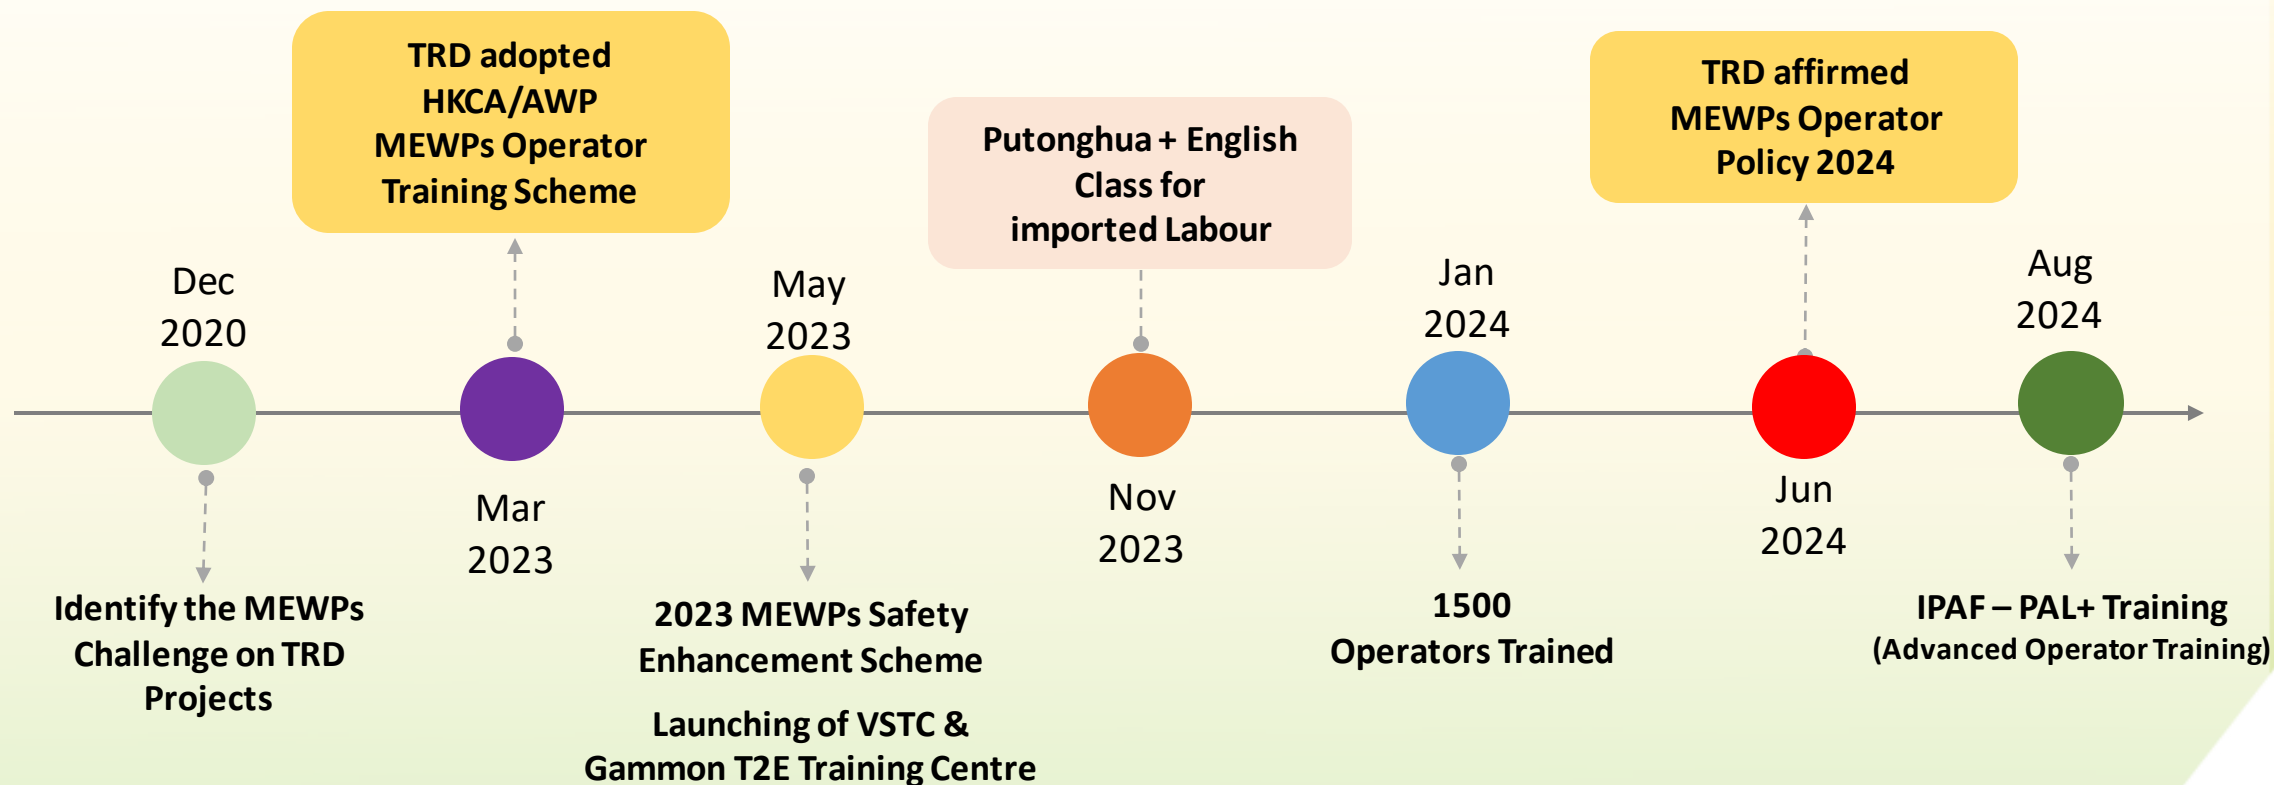 TRD adopted
HKCA/AWP
MEWPs Operator
Training Scheme
Putonghua + English
Class for
imported Labour
TRD affirmed
MEWPs Operator
Policy 2024
Dec
2020
May
2023
Jan
2024
Aug
2024
Mar
2023
Nov
2023
Jun
2024
Identify the MEWPs
Challenge on TRD
Projects
2023 MEWPs Safety
Enhancement Scheme
Launching of VSTC &
Gammon T2E Training Centre
1500
Operators Trained
IPAF – PAL+ Training
(Advanced Operator Training)